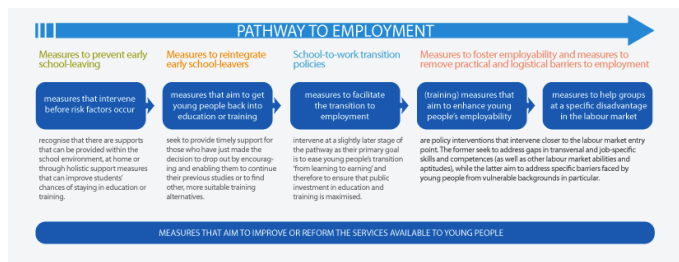 PATHWAY TO EMPLOYMENT
Measures to prevent early
school-leaving
Measures to reintegrate
early school-leavers
School-to-work transition
policies
Measures to foster employability and measures to
remove practical and logistical barriers to employment
measures that intervene
before risk factors occur
measures that aim to get
young people back into
education or training
measures to facilitate
the transition to
employment
(training) measures that
aim to enhance young
people's employability
measures to help groups
at a specific disadvantage
in the labour market
recognise that there are supports
that can be provided within the
school environment, at home or
through holistic support measures
that can improve students'
chances of staying in education or
training.
seek to provide timely support for
those who have just made the
decision to drop out by encourag-
ing and enabling them to continue
their previous studies or to find
other, more suitable training
alternatives.
intervene at a slightly later stage of
the pathway as their primary goal
is to ease young people's transition
'from learning to earning' and
therefore to ensure that public
investment in education and
training is maximised.
are policy interventions that intervene closer to the labour market entry
point. The former seek to address gaps in transversal and job-specific
skills and competences (as well as other labour market abilities and
aptitudes), while the latter aim to address specific barriers faced by
young people from vulnerable backgrounds in particular.
MEASURES THAT AIM TO IMPROVE OR REFORM THE SERVICES AVAILABLE TO YOUNG PEOPLE